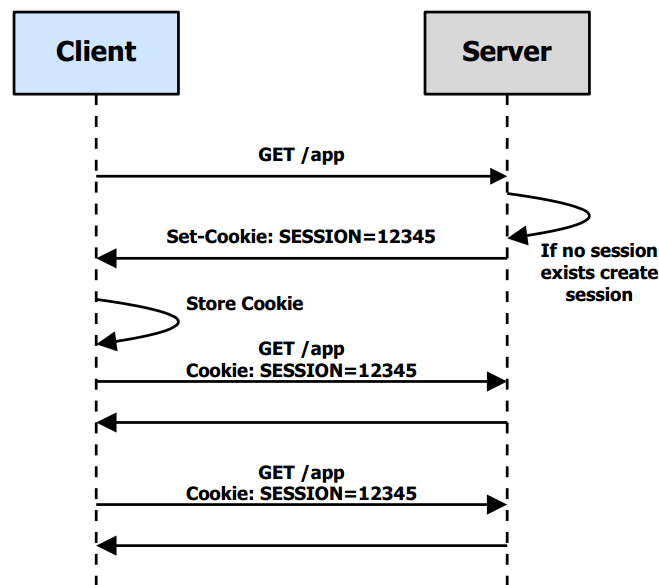 Client
Server
GET /app
Set-Cookie: SESSION=12345
If no session
exists create
session
Store Cookie
GET /app
Cookie: SESSION=12345
GET /app
Cookie: SESSION=12345